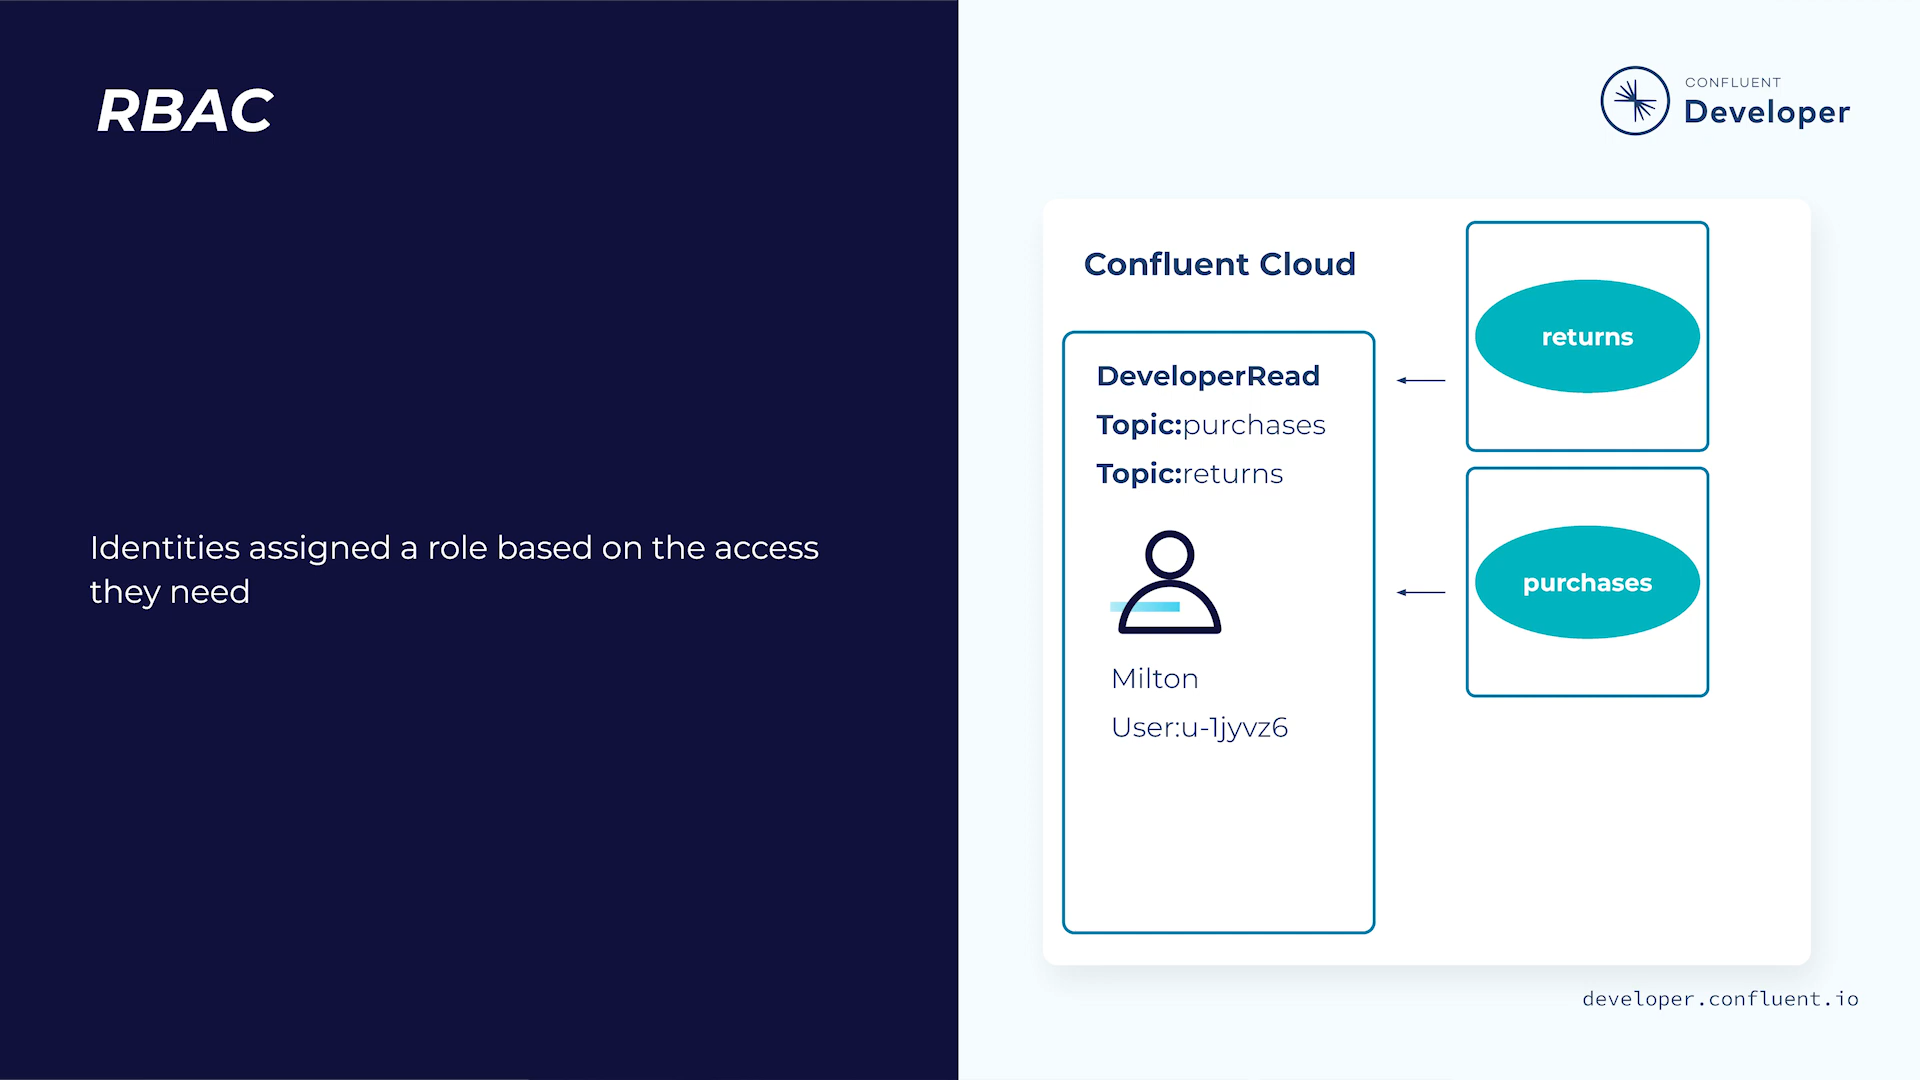 RBAC
Identities assigned a role based on the access
they need
CONFLUENT
Developer
Confluent Cloud
DeveloperRead
Topic:purchases
Topic:returns
Milton
User:u-1jyvz6
returns
purchases
developer.confluent.io